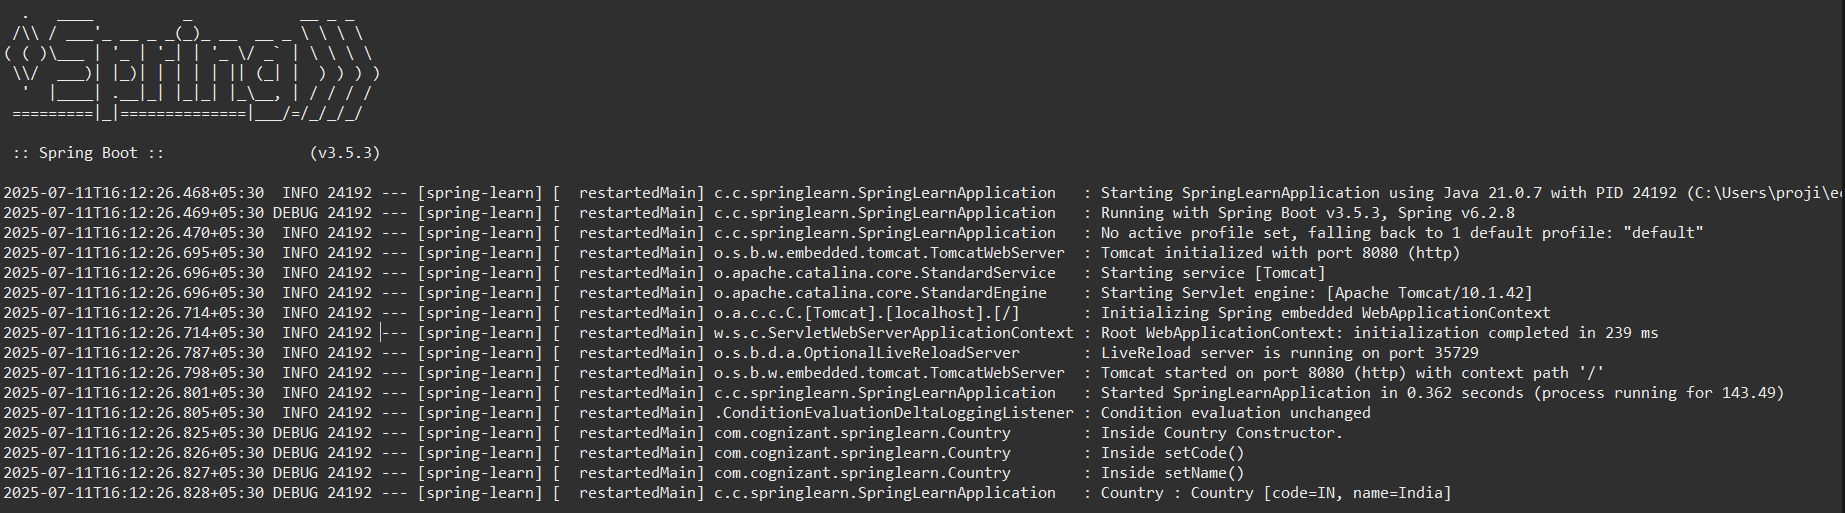 .   ____          _            __ _ _
 /\\ / ___'_ __ _ _(_)_ __  __ _ \ \ \ \
( ( )\___ | '_ | '_| | '_ \/ _` | \ \ \ \
 \\/  ___)| |_)| | | | | || (_| |  ) ) ) )
  '  |____| .__|_| |_|_| |_\__, | / / / /
 =========|_|==============|___/=/_/_/_/

 :: Spring Boot ::                (v3.5.3)

2025-07-11T16:12:26.468+05:30  INFO 24192 --- [spring-learn] [  restartedMain] c.c.springlearn.SpringLearnApplication   : Starting SpringLearnApplication using Java 21.0.7 with PID 24192 (C:\Users\proji\ec
2025-07-11T16:12:26.469+05:30 DEBUG 24192 --- [spring-learn] [  restartedMain] c.c.springlearn.SpringLearnApplication   : Running with Spring Boot v3.5.3, Spring v6.2.8
2025-07-11T16:12:26.470+05:30  INFO 24192 --- [spring-learn] [  restartedMain] c.c.springlearn.SpringLearnApplication   : No active profile set, falling back to 1 default profile: "default"
2025-07-11T16:12:26.695+05:30  INFO 24192 --- [spring-learn] [  restartedMain] o.s.b.w.embedded.tomcat.TomcatWebServer  : Tomcat initialized with port 8080 (http)
2025-07-11T16:12:26.696+05:30  INFO 24192 --- [spring-learn] [  restartedMain] o.apache.catalina.core.StandardService   : Starting service [Tomcat]
2025-07-11T16:12:26.696+05:30  INFO 24192 --- [spring-learn] [  restartedMain] o.apache.catalina.core.StandardEngine    : Starting Servlet engine: [Apache Tomcat/10.1.42]
2025-07-11T16:12:26.714+05:30  INFO 24192 --- [spring-learn] [  restartedMain] o.a.c.c.C.[Tomcat].[localhost].[/]       : Initializing Spring embedded WebApplicationContext
2025-07-11T16:12:26.714+05:30  INFO 24192 --- [spring-learn] [  restartedMain] w.s.c.ServletWebServerApplicationContext : Root WebApplicationContext: initialization completed in 239 ms
2025-07-11T16:12:26.787+05:30  INFO 24192 --- [spring-learn] [  restartedMain] o.s.b.d.a.OptionalLiveReloadServer       : LiveReload server is running on port 35729
2025-07-11T16:12:26.798+05:30  INFO 24192 --- [spring-learn] [  restartedMain] o.s.b.w.embedded.tomcat.TomcatWebServer  : Tomcat started on port 8080 (http) with context path '/'
2025-07-11T16:12:26.801+05:30  INFO 24192 --- [spring-learn] [  restartedMain] c.c.springlearn.SpringLearnApplication   : Started SpringLearnApplication in 0.362 seconds (process running for 143.49)
2025-07-11T16:12:26.805+05:30  INFO 24192 --- [spring-learn] [  restartedMain] .ConditionEvaluationDeltaLoggingListener : Condition evaluation unchanged
2025-07-11T16:12:26.825+05:30 DEBUG 24192 --- [spring-learn] [  restartedMain] com.cognizant.springlearn.Country        : Inside Country Constructor.
2025-07-11T16:12:26.826+05:30 DEBUG 24192 --- [spring-learn] [  restartedMain] com.cognizant.springlearn.Country        : Inside setCode()
2025-07-11T16:12:26.827+05:30 DEBUG 24192 --- [spring-learn] [  restartedMain] com.cognizant.springlearn.Country        : Inside setName()
2025-07-11T16:12:26.828+05:30 DEBUG 24192 --- [spring-learn] [  restartedMain] c.c.springlearn.SpringLearnApplication   : Country : Country [code=IN, name=India]